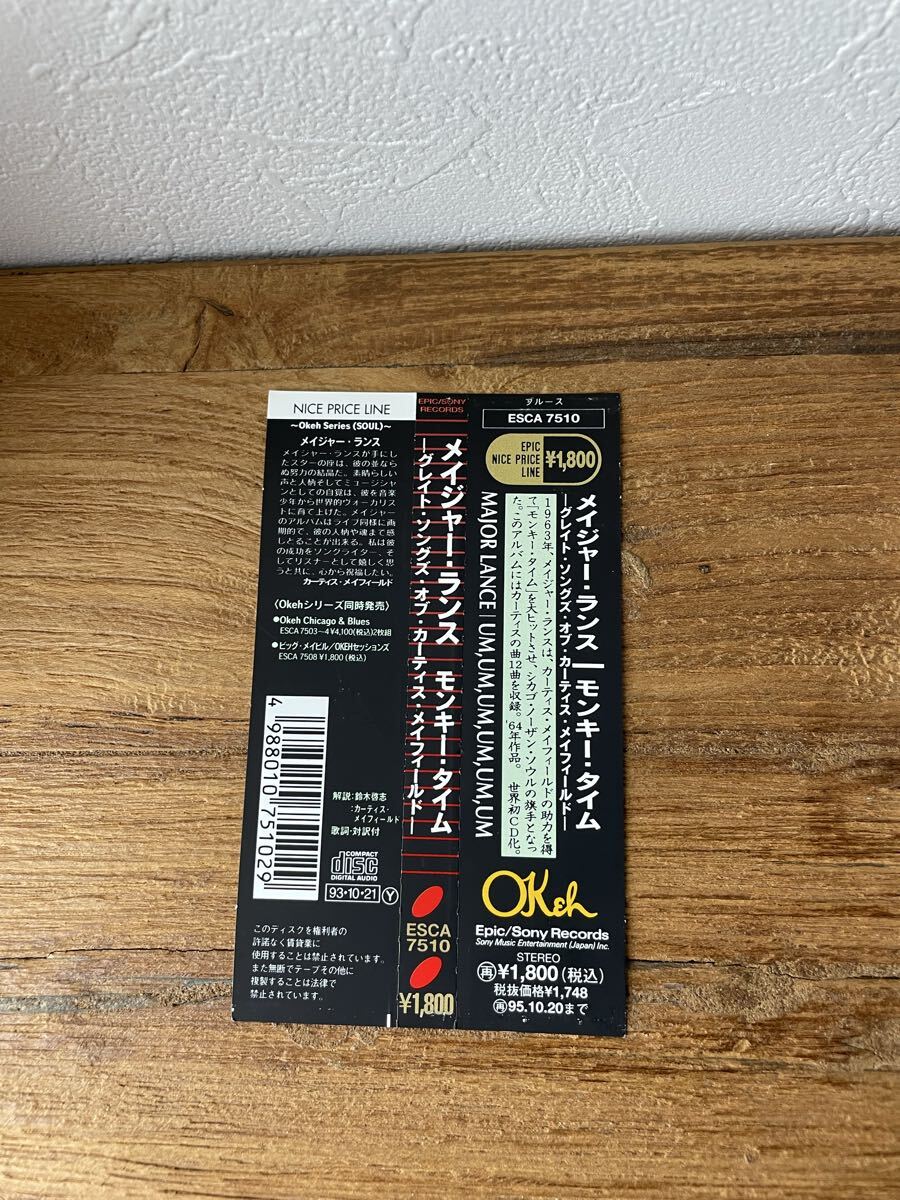 NICE PRICE LINE
～Okeh Series (SOUL)～
メイジャー・ランス
メイジャー・ランスが手にし
たスターの座は、彼の並なら
ぬ努力の結晶だ。素晴らしい
声と人柄そしてミュージシャ
ンとしての自覚は、彼を音楽
少年から世界的ヴォーカリス
トに育て上げた。メイジャー
のアルバムはライブ同様に画
期的で、彼の人柄や魂まで感
しとることが出来る。私は彼
の成功をソングライター、そ
してリスナーとして嬉しく思
うと共に、心から祝福したい。
カーティス・メイフィールド
〈Okehシリーズ同時発売〉
●Okeh Chicago & Blues
ESCA 7503～4 ¥4,100(税込)2枚組
●ビッグ・メイビル/OKEHセッションズ
ESCA 7508 ¥1,800(税込)
4988010751029
解説:鈴木啓志
:カーティス・
メイフィールド
歌詞・対訳付
COMPACT
disc
DIGITAL AUDIO
93・10・21 Y
このディスクを権利者の
許諾なく賃貸業に
使用することは禁止されています。
また無断でテープその他に
複製することは法律で
禁止されています。
EPIC/SONY
RECORDS
メイジャー・ランス モンキー・タイム
―グレイト・ソングズ・オブ・カーティス・メイフィールド―
ESCA
7510
¥1,800
ブルース
ESCA 7510
EPIC
NICE PRICE
LINE
¥1,800
メイジャー・ランス|モンキー・タイム
―グレイト・ソングズ・オブ・カーティス・メイフィールド―
1963年、メイジャー・ランスは、カーティス・メイフィールドの助力を得
て「モンキー・タイム」を大ヒットさせ、シカゴ・ノーザン・ソウルの旗手となっ
た。このアルバムにはカーティスの曲12曲を収録。'64年作品。 世界初CD化。
MAJOR LANCE | UM,UM,UM,UM,UM,UM
OKeh
Epic/Sony Records
Sony Music Entertainment (Japan) Inc.
STEREO
再¥1,800(税込)
税抜価格¥1,748
再95.10.20まで